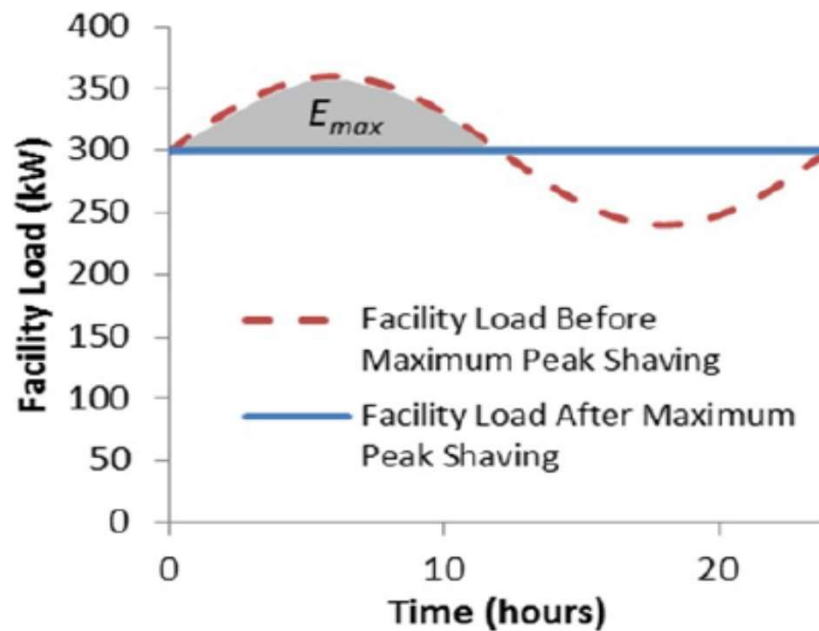 400
350
300
250
200
150
100
50
0
Facility Load (kW)
E_max
Facility Load Before
Maximum Peak Shaving
Facility Load After Maximum
Peak Shaving
0 10 20
Time (hours)